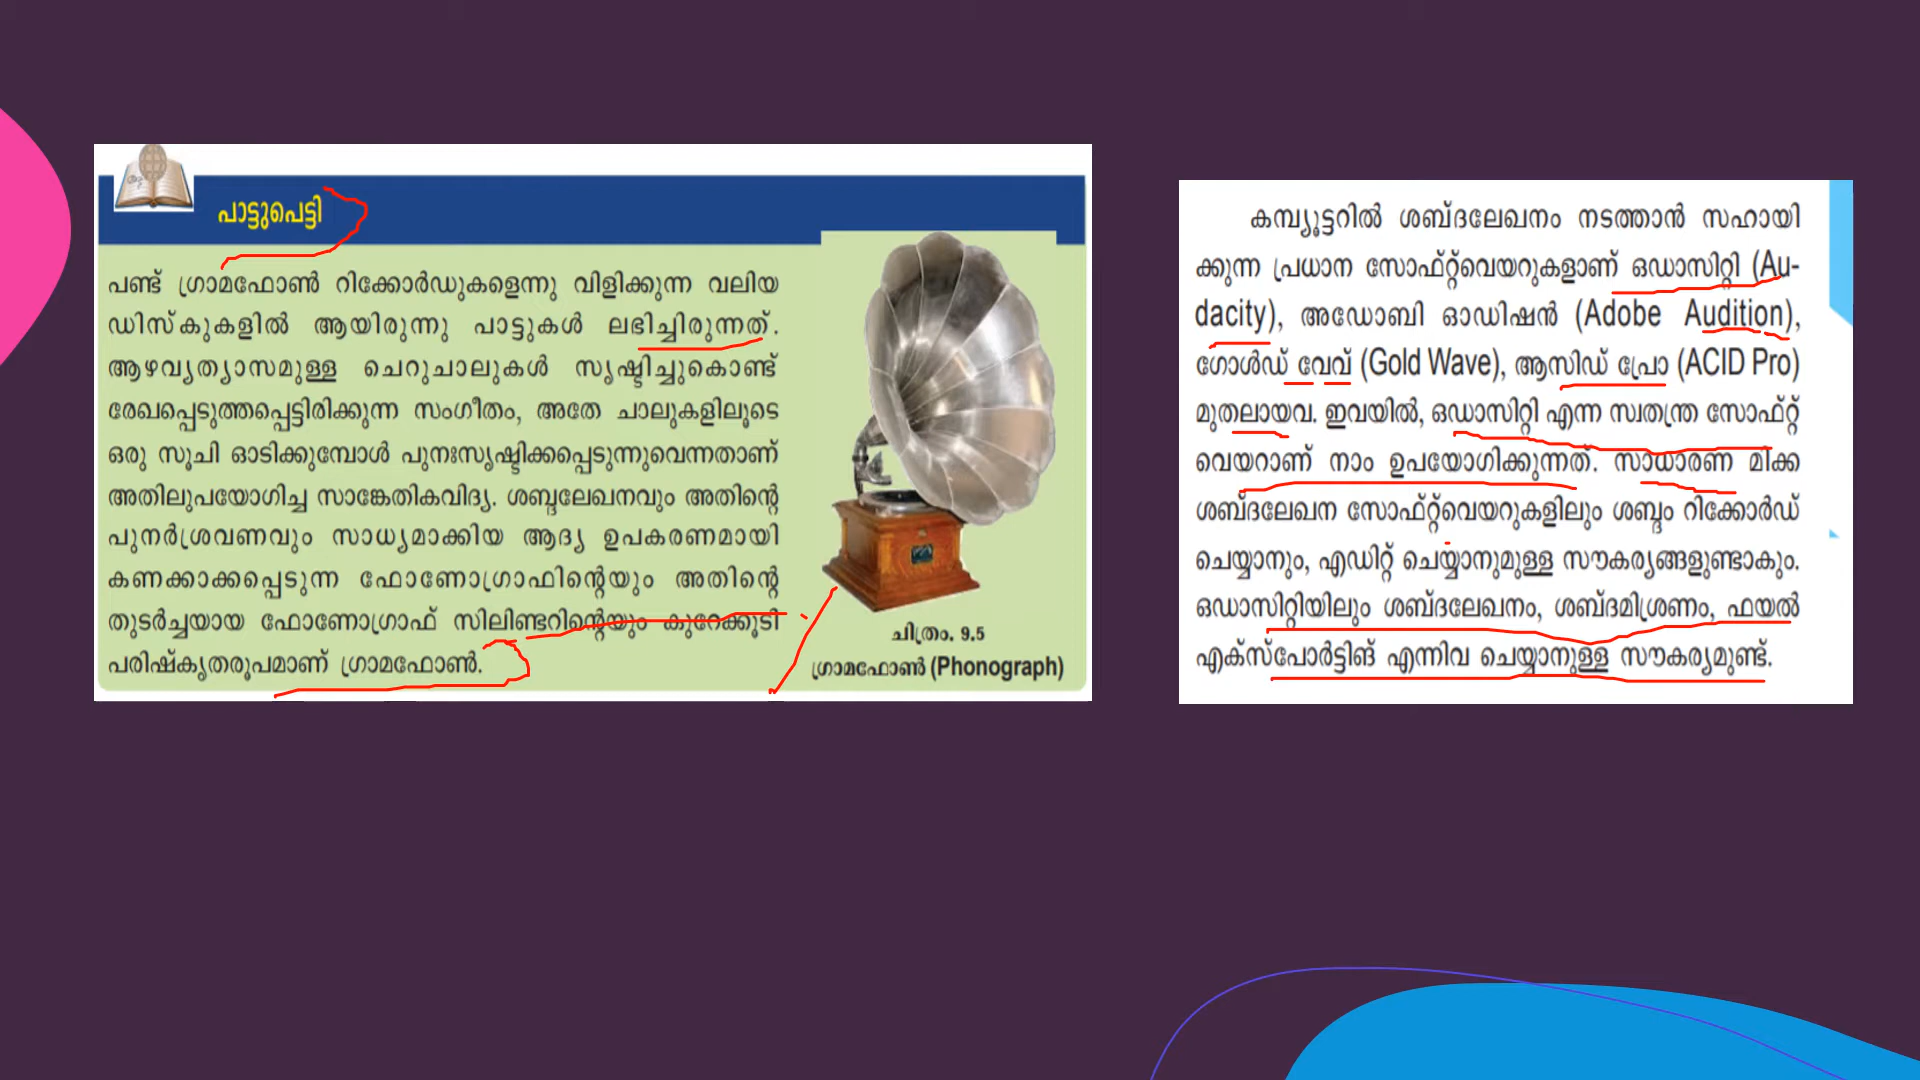 പാട്ടുപെട്ടി
പണ്ട് ഗ്രാമഫോൺ റിക്കോർഡുകളെന്നു വിളിക്കുന്ന വലിയ
ഡിസ്കുകളിൽ ആയിരുന്നു പാട്ടുകൾ ലഭിച്ചിരുന്നത്.
ആഴവ്യത്യാസമുള്ള ചെറുചാലുകൾ സൃഷ്ടിച്ചുകൊണ്ട്
രേഖപ്പെടുത്തപ്പെട്ടിരിക്കുന്ന സംഗീതം, അതേ ചാലുകളിലൂടെ
ഒരു സൂചി ഓടിക്കുമ്പോൾ പുനഃസൃഷ്ടിക്കപ്പെടുന്നുവെന്നതാണ്
അതിലുപയോഗിച്ച സാങ്കേതികവിദ്യ. ശബ്ദലേഖനവും അതിന്റെ
പുനർശ്രവണവും സാധ്യമാക്കിയ ആദ്യ ഉപകരണമായി
കണക്കാക്കപ്പെടുന്ന ഫോണോഗ്രാഫിന്റെയും അതിന്റെ
തുടർച്ചയായ ഫോണോഗ്രാഫ് സിലിണ്ടറിന്റെയും കുറേക്കൂടി
പരിഷ്കൃതരൂപമാണ് ഗ്രാമഫോൺ.
ചിത്രം. 9.5
ഗ്രാമഫോൺ (Phonograph)
കമ്പ്യൂട്ടറിൽ ശബ്ദലേഖനം നടത്താൻ സഹായി
ക്കുന്ന പ്രധാന സോഫ്റ്റ്‌വെയറുകളാണ് ഒഡാസിറ്റി (Au-
dacity), അഡോബി ഓഡിഷൻ (Adobe Audition),
ഗോൾഡ് വേവ് (Gold Wave), ആസിഡ് പ്രോ (ACID Pro)
മുതലായവ. ഇവയിൽ, ഒഡാസിറ്റി എന്ന സ്വതന്ത്ര സോഫ്റ്റ്
വെയറാണ് നാം ഉപയോഗിക്കുന്നത്. സാധാരണ മിക്ക
ശബ്ദലേഖന സോഫ്റ്റ്‌വെയറുകളിലും ശബ്ദം റിക്കോർഡ്
ചെയ്യാനും, എഡിറ്റ് ചെയ്യാനുമുള്ള സൗകര്യങ്ങളുണ്ടാകും.
ഒഡാസിറ്റിയിലും ശബ്ദലേഖനം, ശബ്ദമിശ്രണം, ഫയൽ
എക്സ്പോർട്ടിങ് എന്നിവ ചെയ്യാനുള്ള സൗകര്യമുണ്ട്.